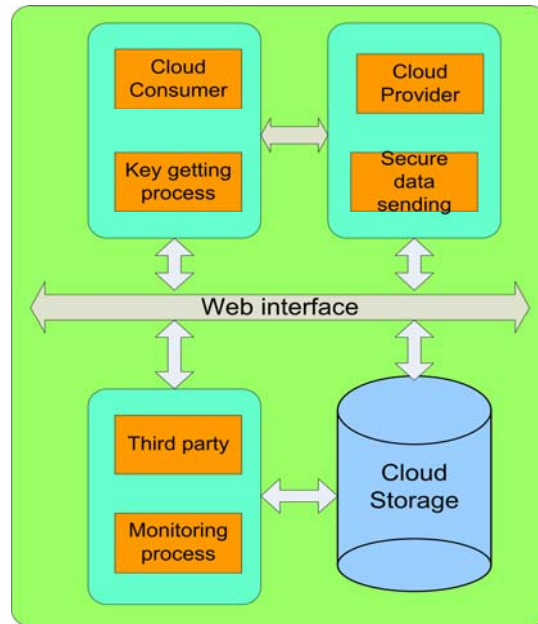 Cloud
Consumer
Key getting
process
Cloud
Provider
Secure
data
sending
Web interface
Third party
Monitoring
process
Cloud
Storage